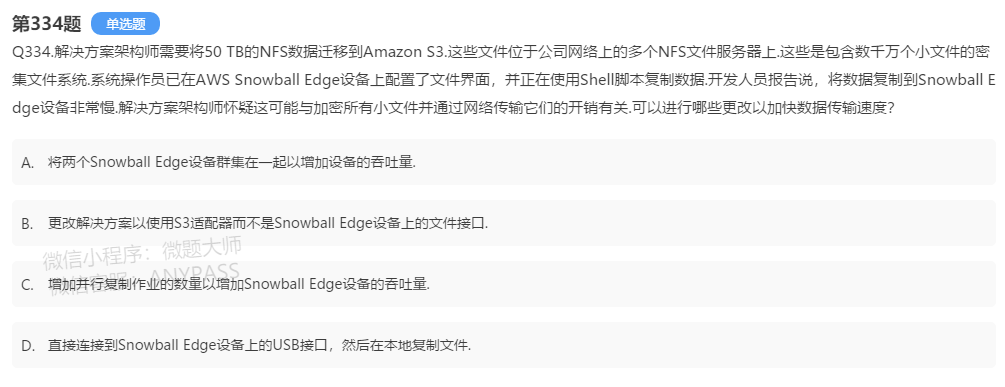 第334题 单选题
Q334.解决方案架构师需要将50 TB的NFS数据迁移到Amazon S3.这些文件位于公司网络上的多个NFS文件服务器上.这些是包含数千万个小文件的密
集文件系统.系统操作员已在AWS Snowball Edge设备上配置了文件界面，并正在使用Shell脚本复制数据.开发人员报告说，将数据复制到Snowball E
dge设备非常慢.解决方案架构师怀疑这可能与加密所有小文件并通过网络传输它们的开销有关.可以进行哪些更改以加快数据传输速度?
A. 将两个Snowball Edge设备群集在一起以增加设备的吞吐量.
B. 更改解决方案以使用S3适配器而不是Snowball Edge设备上的文件接口.
微信小程序：微题大师
ANYPASS
C. 增加并行复制作业的数量以增加Snowball Edge设备的吞吐量.
D. 直接连接到Snowball Edge设备上的USB接口，然后在本地复制文件.